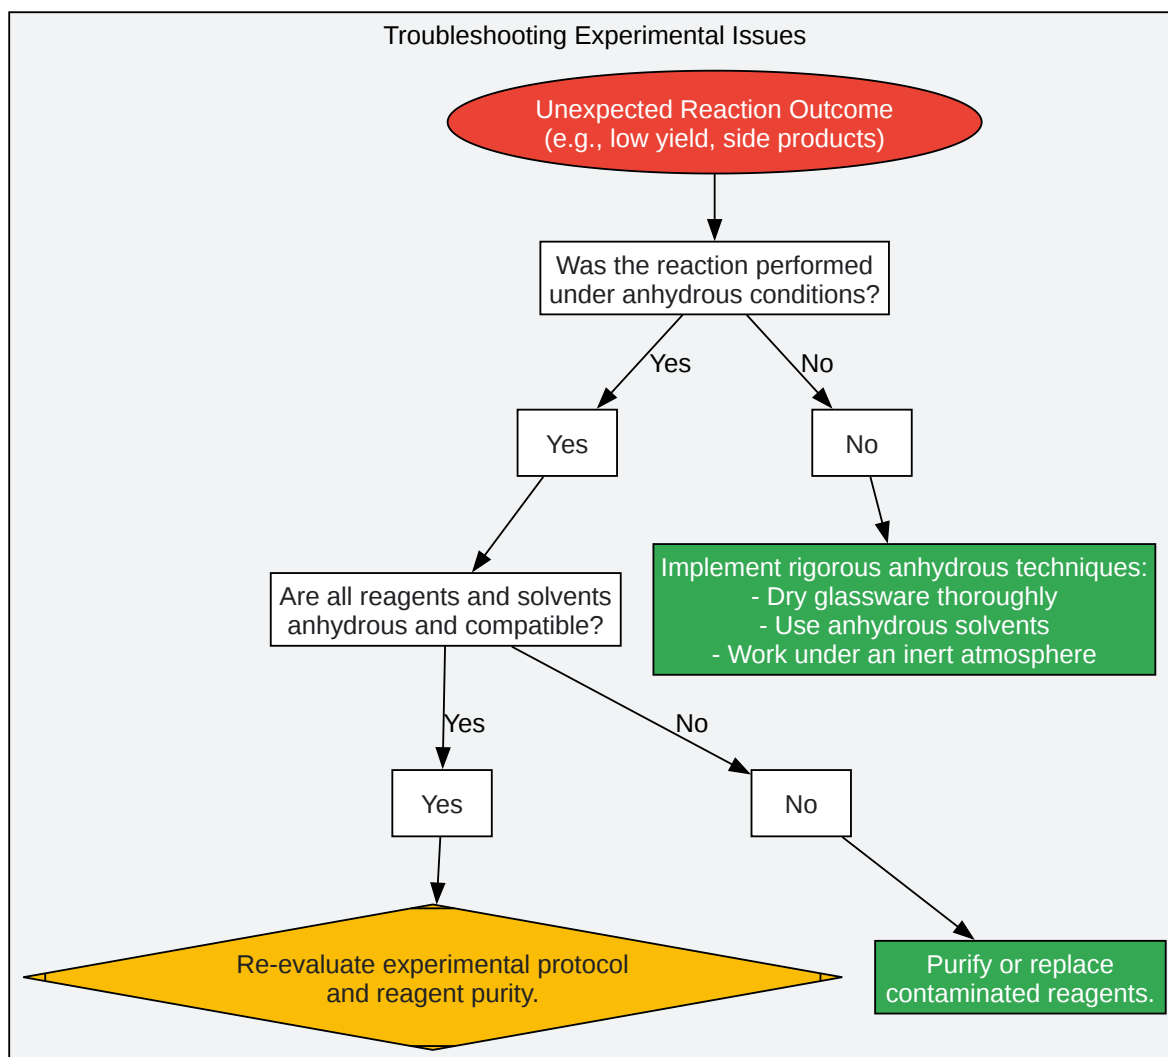 Troubleshooting Experimental Issues
Unexpected Reaction Outcome
(e.g., low yield, side products)
Was the reaction performed
under anhydrous conditions?
Yes
No
Yes
No
Implement rigorous anhydrous techniques:
- Dry glassware thoroughly
- Use anhydrous solvents
- Work under an inert atmosphere
Are all reagents and solvents
anhydrous and compatible?
Yes
No
Yes
No
Re-evaluate experimental protocol
and reagent purity.
Purify or replace
contaminated reagents.